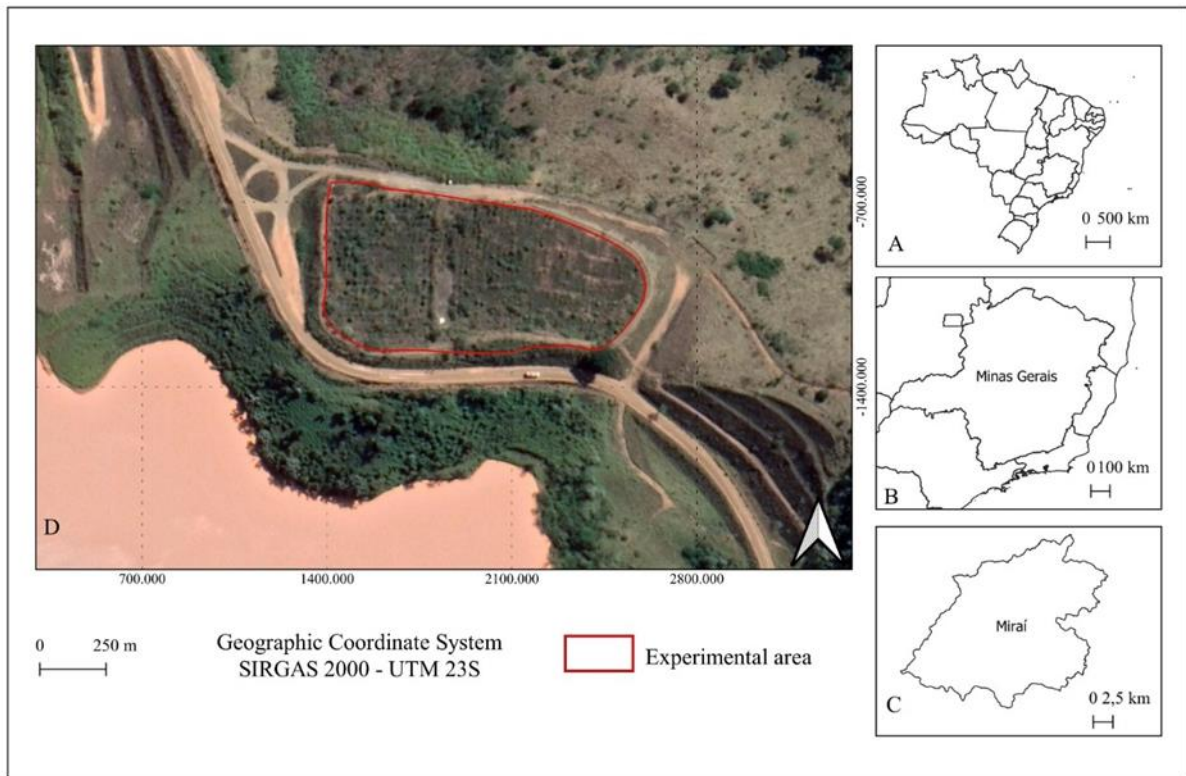 A
0 500 km
-700.000
-1400.000
Minas Gerais
B
0 100 km
D
700.000
1400.000
2100.000
2800.000
Miraí
C
0 2,5 km
0 250 m
Geographic Coordinate System
SIRGAS 2000 - UTM 23S
Experimental area